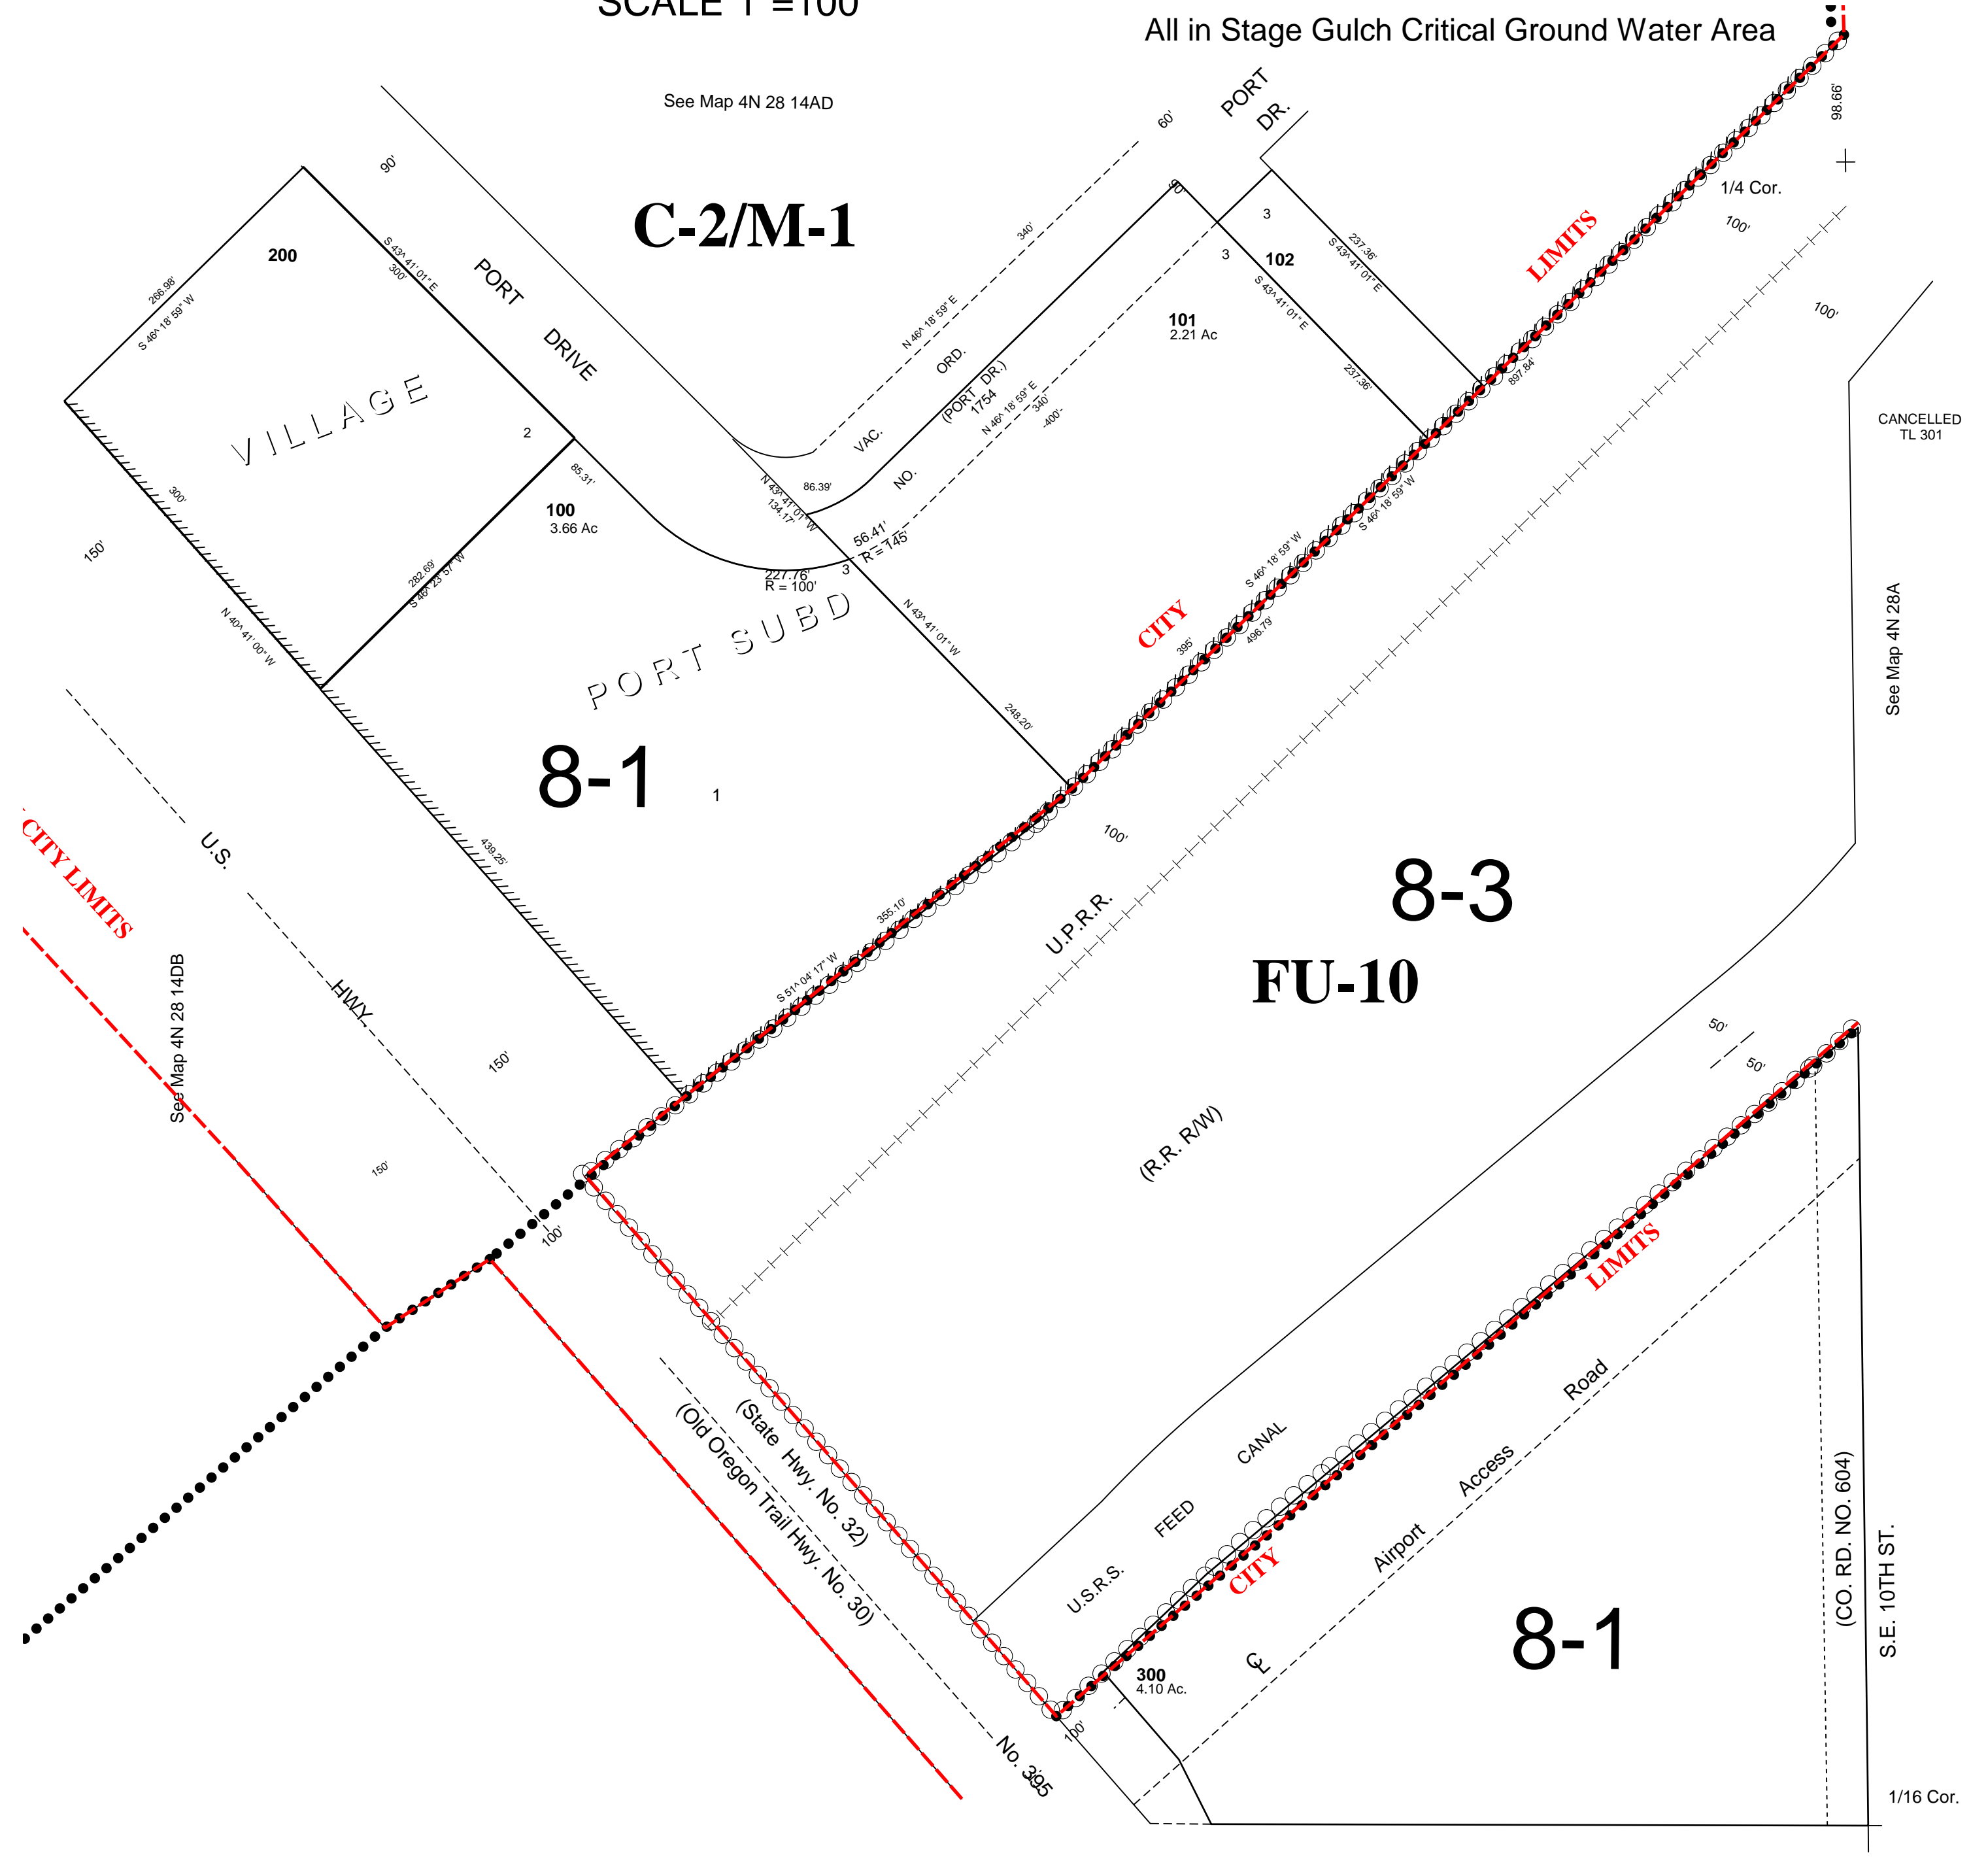 SCALE 1"=100'
All in Stage Gulch Critical Ground Water Area
See Map 4N 28 14AD
PORT
DR.
60'
90'
98.66'
1/4 Cor.
C-2/M-1
200
S 43^ 41' 01" E
300'
266.98'
S 46^ 18' 59" W
PORT
DRIVE
340'
N 46^ 18' 59" E
90'
3
3
102
237.36'
S 43^ 41' 01" E
S 43^ 41' 01" E
237.36'
101
2.21 Ac
LIMITS
100'
100'
897.84'
CANCELLED
TL 301
ORD.
(PORT DR.)
1754
N 46^ 18' 59" E
340'
-400'-
VAC.
NO.
VILLAGE
2
85.31'
100
3.66 Ac
300'
150'
282.69'
S 46^ 23' 57" W
N 40^ 41' 00" W
86.39'
N 43^ 41' 01" W
134.17'
56.41'
R = 145'
3
227.76'
R = 100'
PORT SUBD
N 43^ 41' 01" W
248.20'
S 46^ 18' 59" W
S 46^ 18' 59" W
CITY
395'
496.79'
See Map 4N 28A
8-1
1
439.25'
U.S.
CITY LIMITS
100'
355.10'
S 51^ 04' 17" W
U.P.R.R.
8-3
FU-10
See Map 4N 28 14DB
HWY.
150'
150'
100'
50'
50'
(R.R. R/W)
LIMITS
(State Hwy. No. 32)
(Old Oregon Trail Hwy. No. 30)
CANAL
FEED
U.S.R.S.
Road
Access
Airport
CITY
CL
(CO. RD. NO. 604)
S.E. 10TH ST.
8-1
300
4.10 Ac.
100'
No. 395
1/16 Cor.